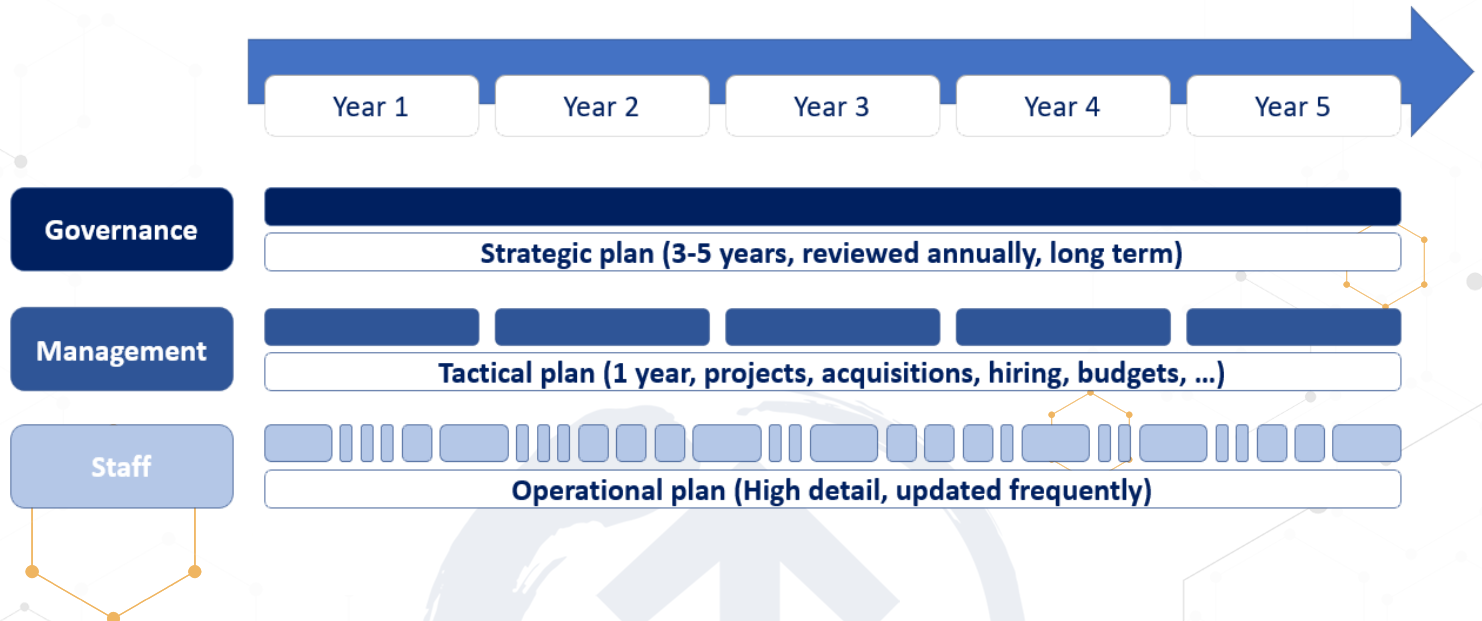 Year 1
Year 2
Year 3
Year 4
Year 5
Governance
Strategic plan (3-5 years, reviewed annually, long term)
Management
Tactical plan (1 year, projects, acquisitions, hiring, budgets, ...)
Staff
Operational plan (High detail, updated frequently)